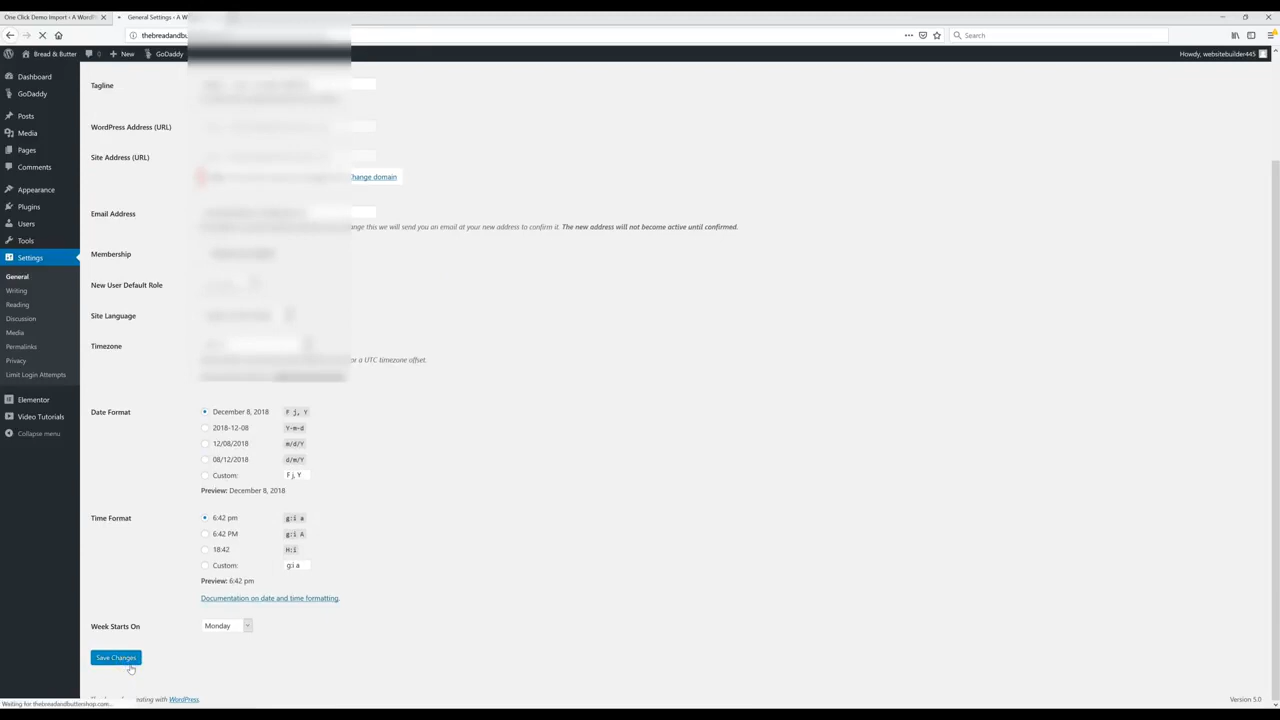 One Click Demo Import ‹ A WordPr
General Settings ‹ A W
thebreadandbu
Search
Bread & Butter
0
New
GoDaddy
Howdy, websitebuilder445
Dashboard
GoDaddy
Posts
Media
Pages
Comments
Appearance
Plugins
Users
Tools
Settings
General
Writing
Reading
Discussion
Media
Permalinks
Privacy
Limit Login Attempts
Elementor
Video Tutorials
Collapse menu
Tagline
WordPress Address (URL)
Site Address (URL)
Change domain
Email Address
nge this we will send you an email at your new address to confirm it. The new address will not become active until confirmed.
Membership
New User Default Role
Site Language
Timezone
or a UTC timezone offset.
Date Format
December 8, 2018 F j, Y
2018-12-08 Y-m-d
12/08/2018 m/d/Y
08/12/2018 d/m/Y
Custom: F j, Y
Preview: December 8, 2018
Time Format
6:42 pm g:i a
6:42 PM g:i A
18:42 H:i
Custom: g:i a
Preview: 6:42 pm
Documentation on date and time formatting.
Week Starts On Monday
Save Changes
ating with WordPress.
Version 5.0
Waiting for thebreadandbuttershop.com...